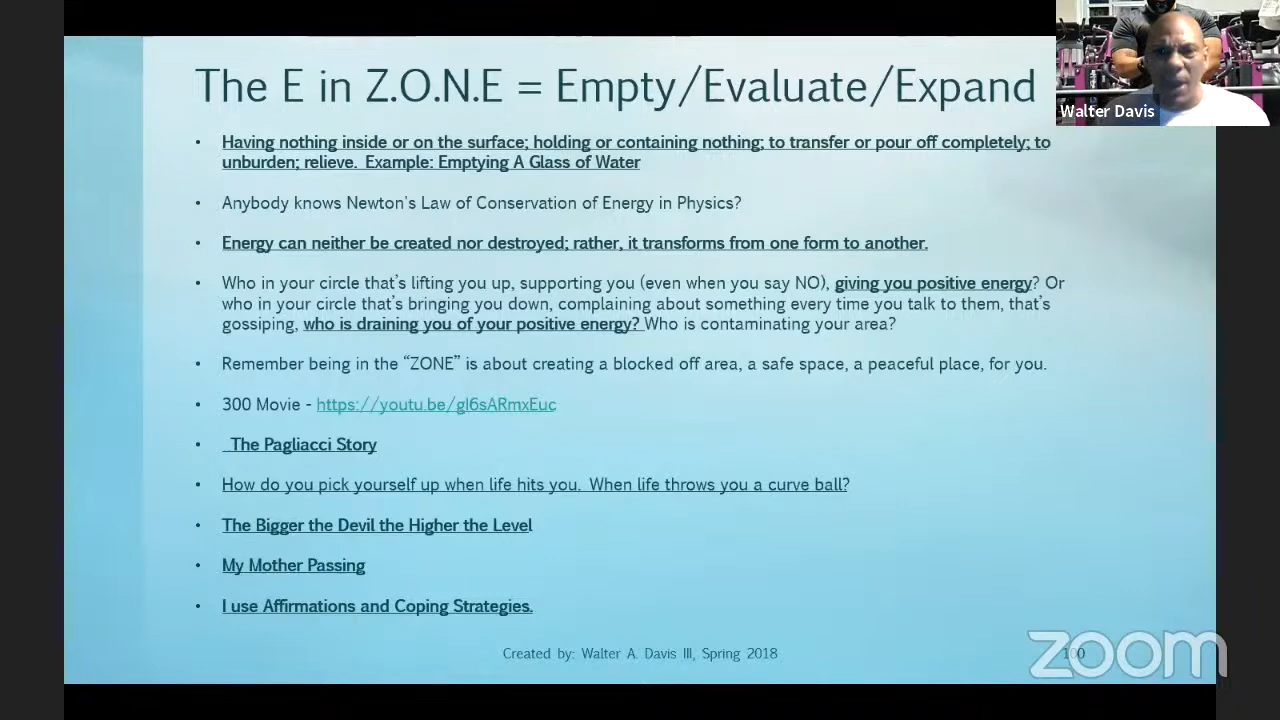 The E in Z.O.N.E = Empty/Evaluate/Expand
Walter Davis
• Having nothing inside or on the surface; holding or containing nothing; to transfer or pour off completely; to
unburden; relieve. Example: Emptying A Glass of Water
• Anybody knows Newton's Law of Conservation of Energy in Physics?
• Energy can neither be created nor destroyed; rather, it transforms from one form to another.
• Who in your circle that's lifting you up, supporting you (even when you say NO), giving you positive energy? Or
who in your circle that's bringing you down, complaining about something every time you talk to them, that's
gossiping, who is draining you of your positive energy? Who is contaminating your area?
• Remember being in the "ZONE" is about creating a blocked off area, a safe space, a peaceful place, for you.
• 300 Movie - https://youtu.be/gI6sARmxEuc
• The Pagliacci Story
• How do you pick yourself up when life hits you. When life throws you a curve ball?
• The Bigger the Devil the Higher the Level
• My Mother Passing
• I use Affirmations and Coping Strategies.
Created by: Walter A. Davis III, Spring 2018
100
zoom